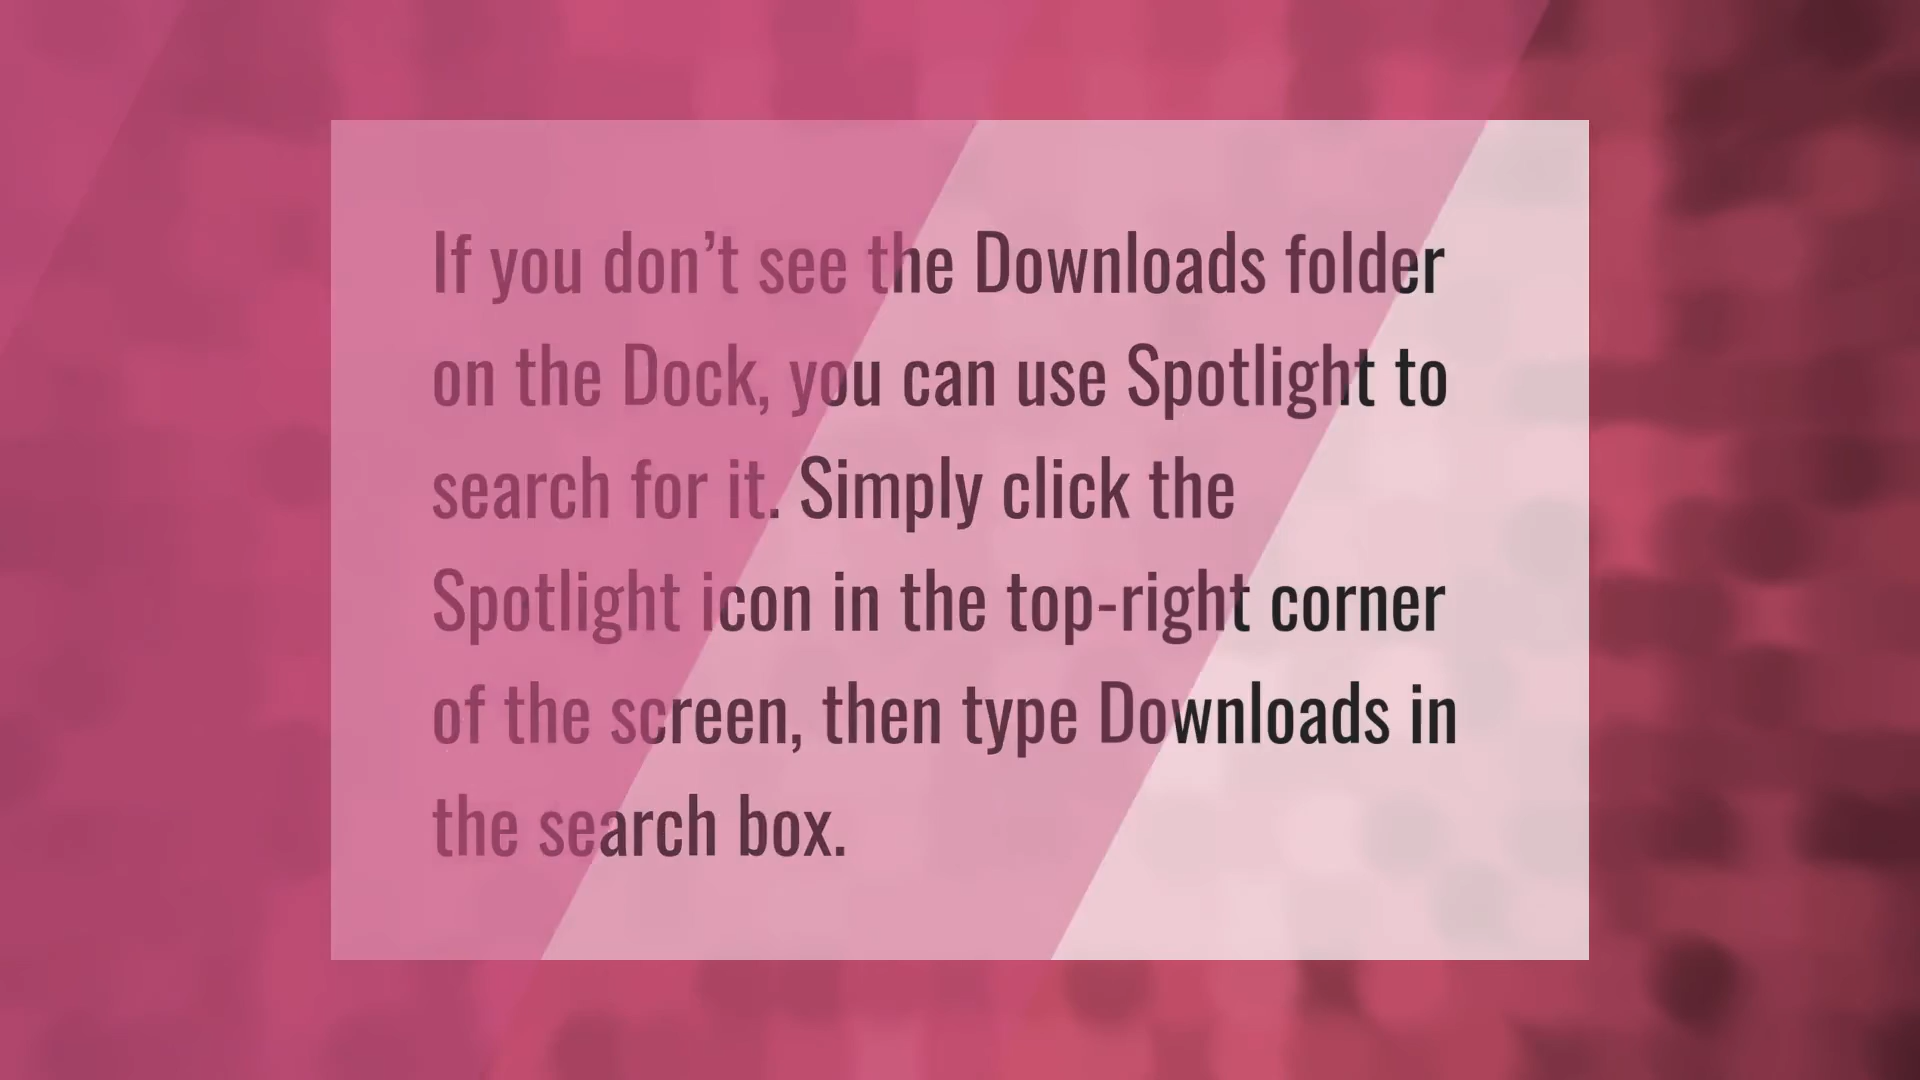 If you don’t see the Downloads folder
on the Dock, you can use Spotlight to
search for it. Simply click the
Spotlight icon in the top-right corner
of the screen, then type Downloads in
the search box.